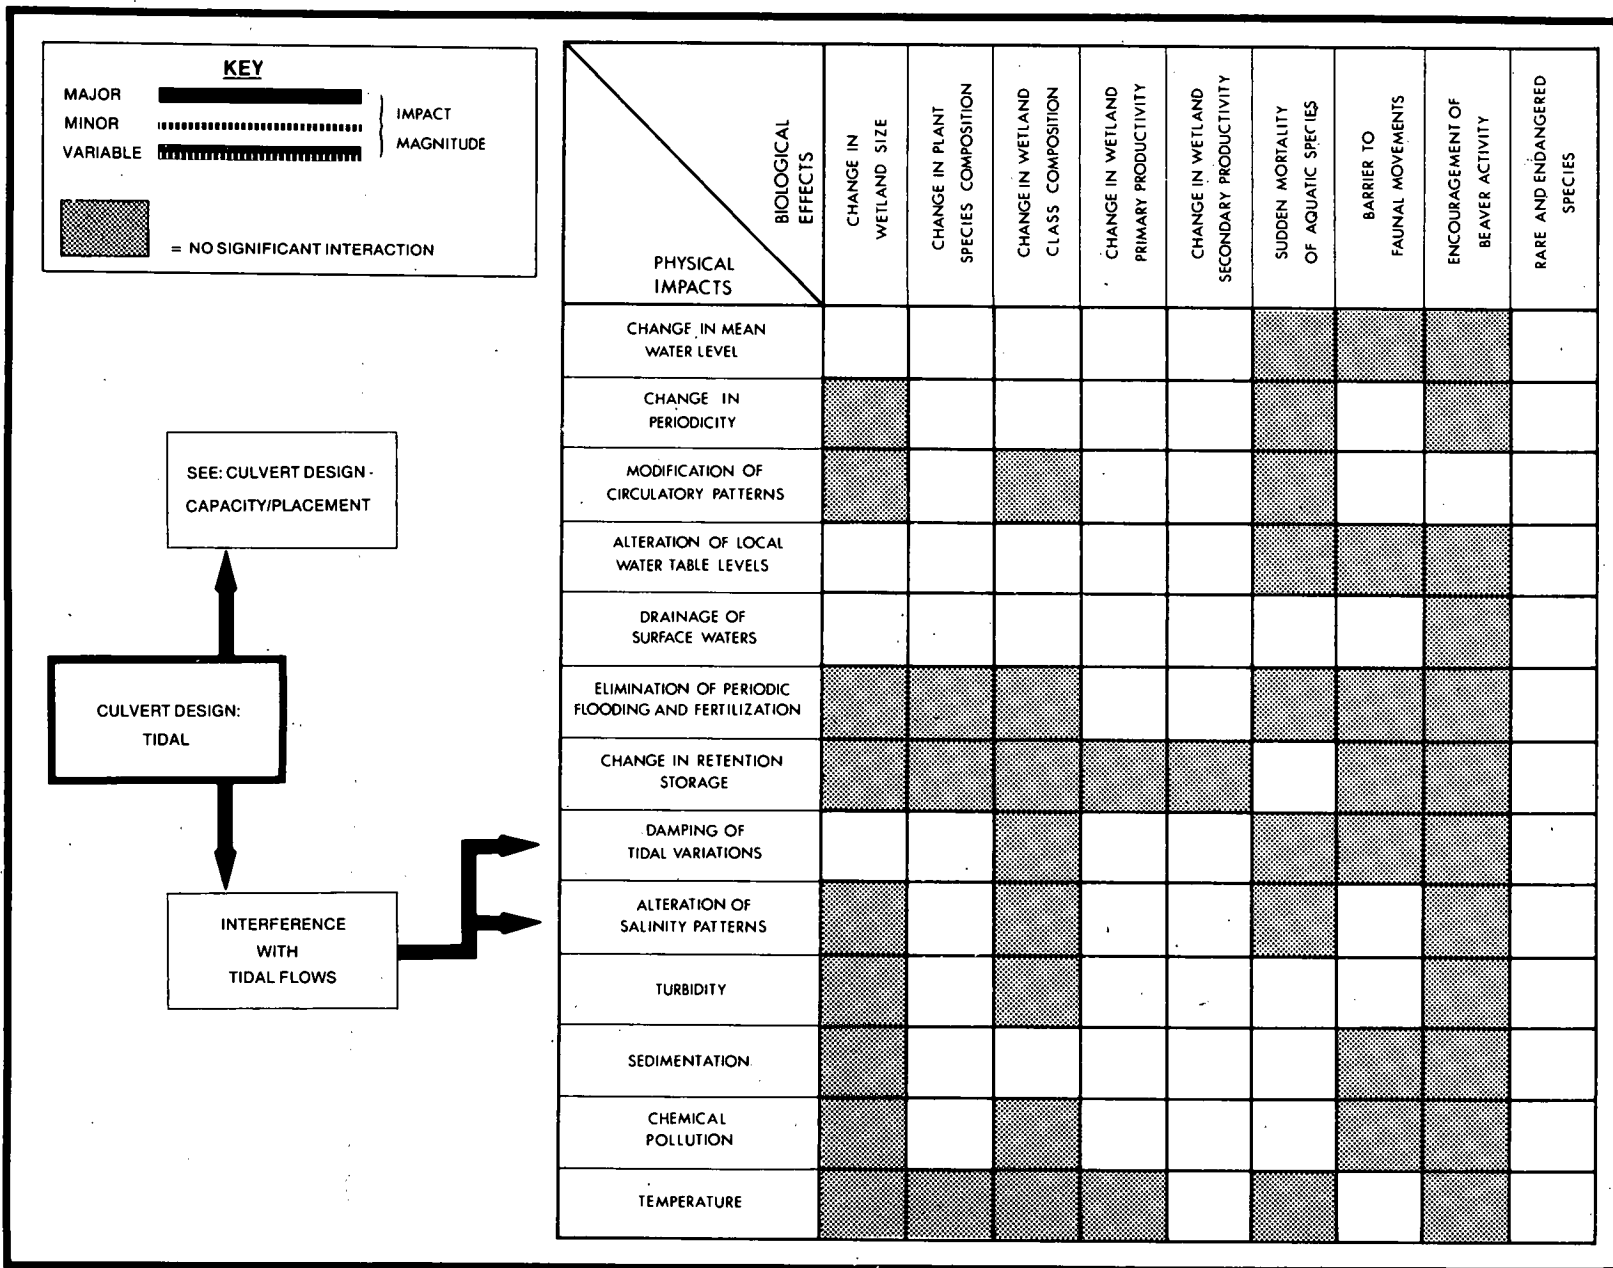 KEY
MAJOR
MINOR
VARIABLE
IMPACT
MAGNITUDE
= NO SIGNIFICANT INTERACTION
SEE: CULVERT DESIGN -
CAPACITY/PLACEMENT
CULVERT DESIGN:
TIDAL
INTERFERENCE
WITH
TIDAL FLOWS
BIOLOGICAL
EFFECTS
PHYSICAL
IMPACTS
CHANGE IN
WETLAND SIZE
CHANGE IN PLANT
SPECIES COMPOSITION
CHANGE IN WETLAND
CLASS COMPOSITION
CHANGE IN WETLAND
PRIMARY PRODUCTIVITY
CHANGE IN WETLAND
SECONDARY PRODUCTIVITY
SUDDEN MORTALITY
OF AQUATIC SPECIES
BARRIER TO
FAUNAL MOVEMENTS
ENCOURAGEMENT OF
BEAVER ACTIVITY
RARE AND ENDANGERED
SPECIES
CHANGE IN MEAN
WATER LEVEL
CHANGE IN
PERIODICITY
MODIFICATION OF
CIRCULATORY PATTERNS
ALTERATION OF LOCAL
WATER TABLE LEVELS
DRAINAGE OF
SURFACE WATERS
ELIMINATION OF PERIODIC
FLOODING AND FERTILIZATION
CHANGE IN RETENTION
STORAGE
DAMPING OF
TIDAL VARIATIONS
ALTERATION OF
SALINITY PATTERNS
TURBIDITY
SEDIMENTATION
CHEMICAL
POLLUTION
TEMPERATURE